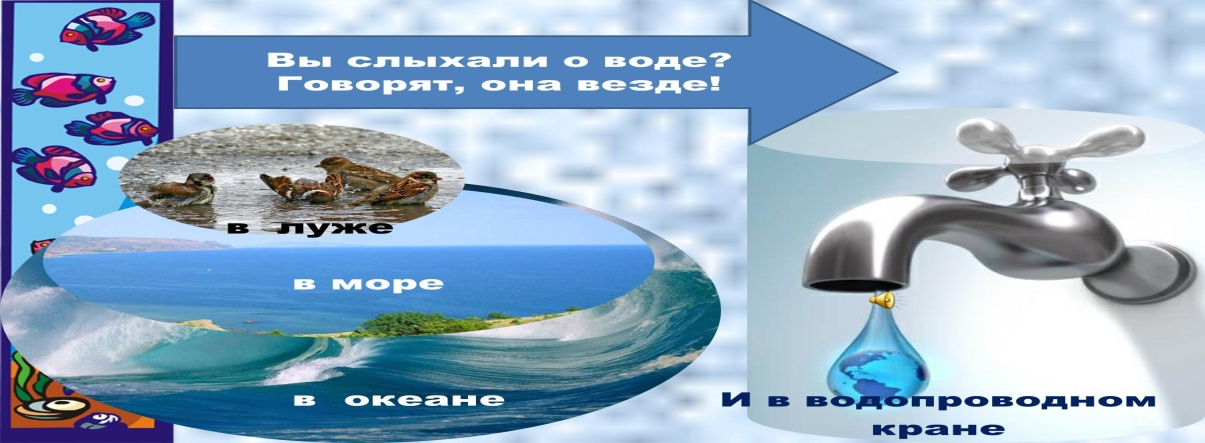 Вы слыхали о воде?
Говорят, она везде!
в луже
в море
в океане
И в водопроводном
кране